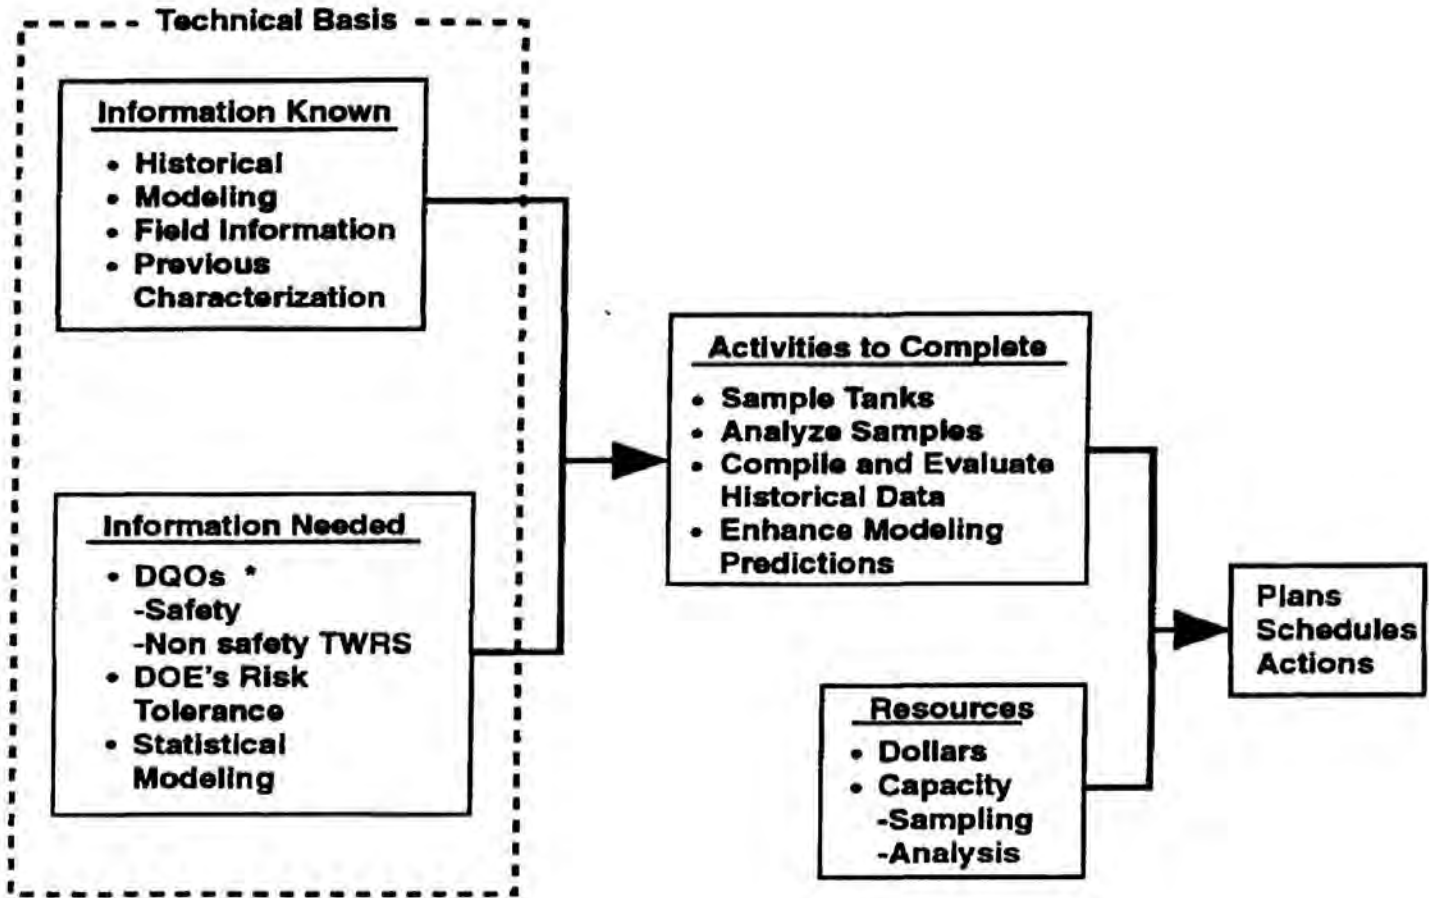 Technical Basis
Information Known
• Historical
• Modeling
• Field Information
• Previous
Characterization
Information Needed
• DQOs *
-Safety
-Non safety TWRS
• DOE's Risk
Tolerance
• Statistical
Modeling
Activities to Complete
• Sample Tanks
• Analyze Samples
• Compile and Evaluate
Historical Data
• Enhance Modeling
Predictions
Resources
• Dollars
• Capacity
-Sampling
-Analysis
Plans
Schedules
Actions